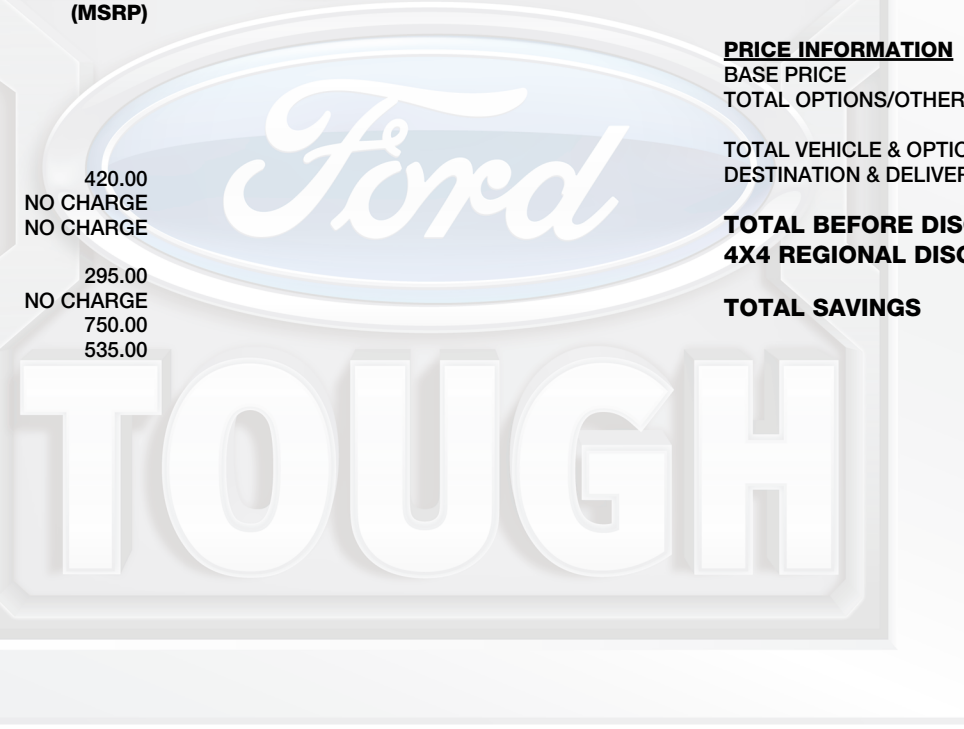 (MSRP)
420.00
NO CHARGE
NO CHARGE
295.00
NO CHARGE
750.00
535.00
PRICE INFORMATION
BASE PRICE
TOTAL OPTIONS/OTHER
TOTAL VEHICLE & OPTIO
DESTINATION & DELIVER
TOTAL BEFORE DIS
4X4 REGIONAL DISC
TOTAL SAVINGS
Ford
TOUGH